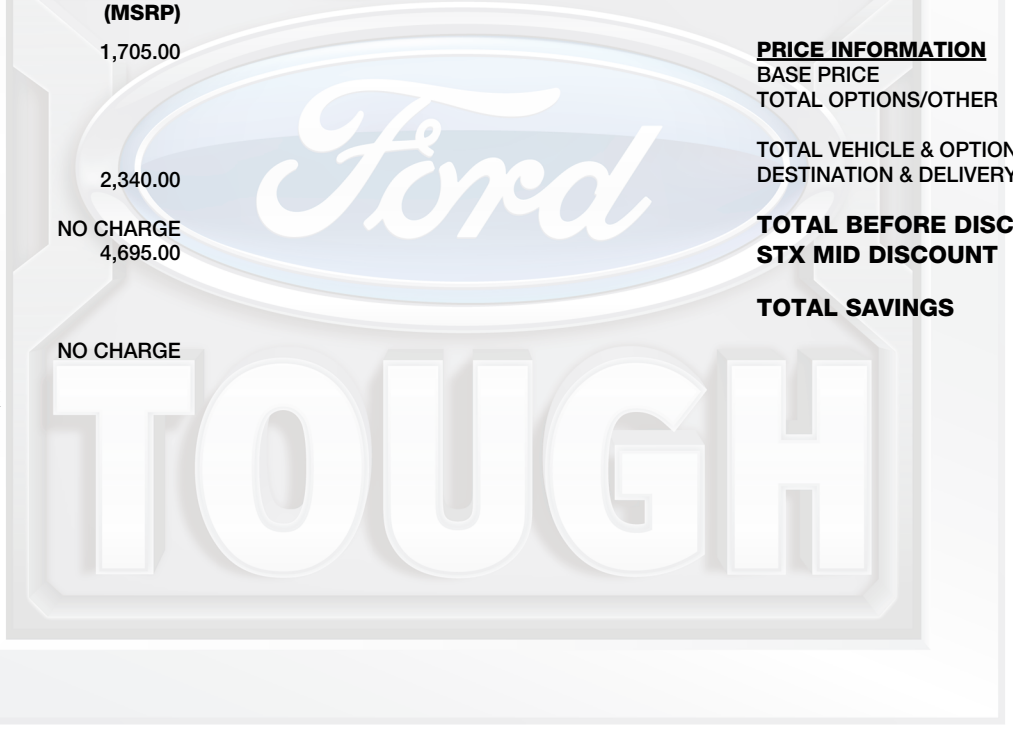 (MSRP)
1,705.00
2,340.00
NO CHARGE
4,695.00
NO CHARGE
PRICE INFORMATION
BASE PRICE
TOTAL OPTIONS/OTHER
TOTAL VEHICLE & OPTION
DESTINATION & DELIVERY
TOTAL BEFORE DISC
STX MID DISCOUNT
TOTAL SAVINGS
Ford
TOUGH